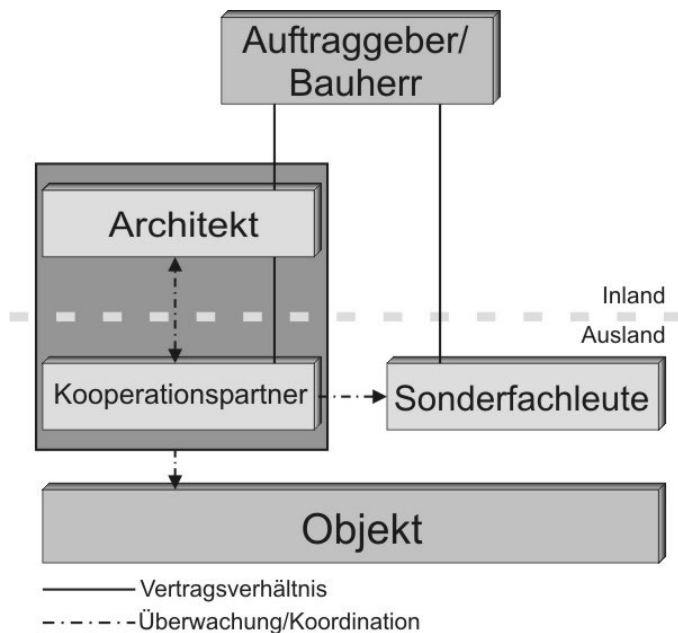 Auftraggeber/
Bauherr
Architekt
Inland
Ausland
Kooperationspartner
Sonderfachleute
Objekt
Vertragsverhältnis
Überwachung/Koordination